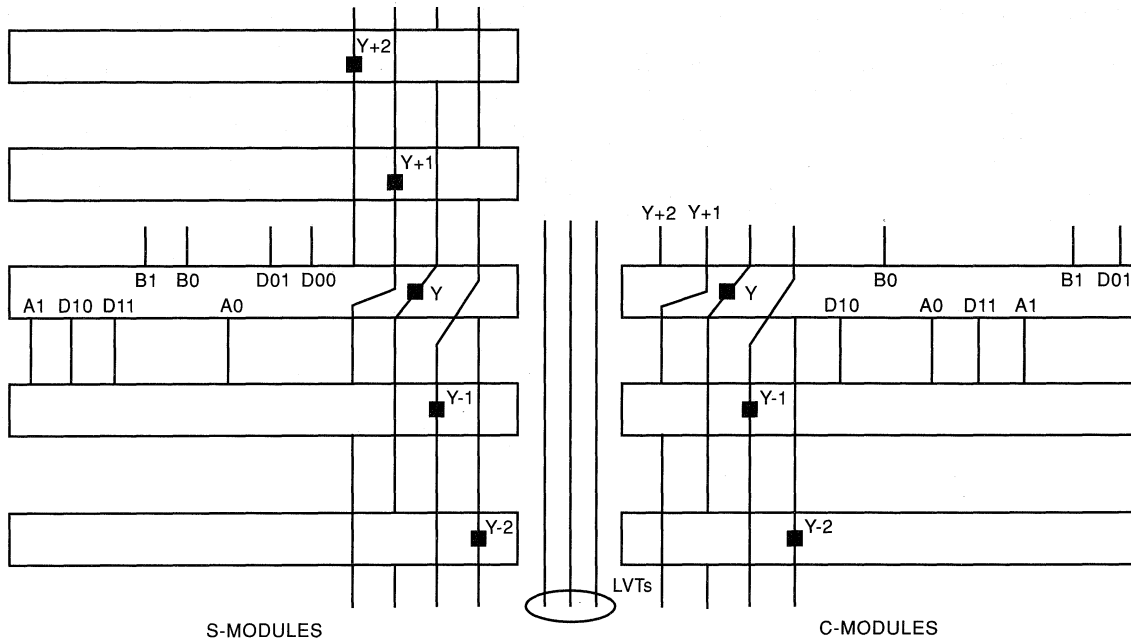 Y+2
Y+1
Y+2 Y+1
B1 B0 D01 D00
B0 B1 D01
Y
Y
A1 D10 D11 A0
D10 A0 D11 A1
Y-1
Y-1
Y-2
Y-2
LVTs
S-MODULES
C-MODULES